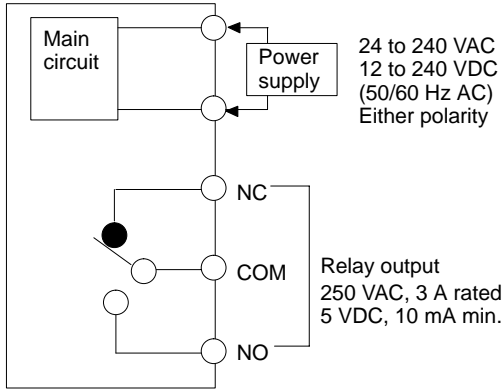 Main
circuit
Power
supply
24 to 240 VAC
12 to 240 VDC
(50/60 Hz AC)
Either polarity
NC
COM
NO
Relay output
250 VAC, 3 A rated
5 VDC, 10 mA min.